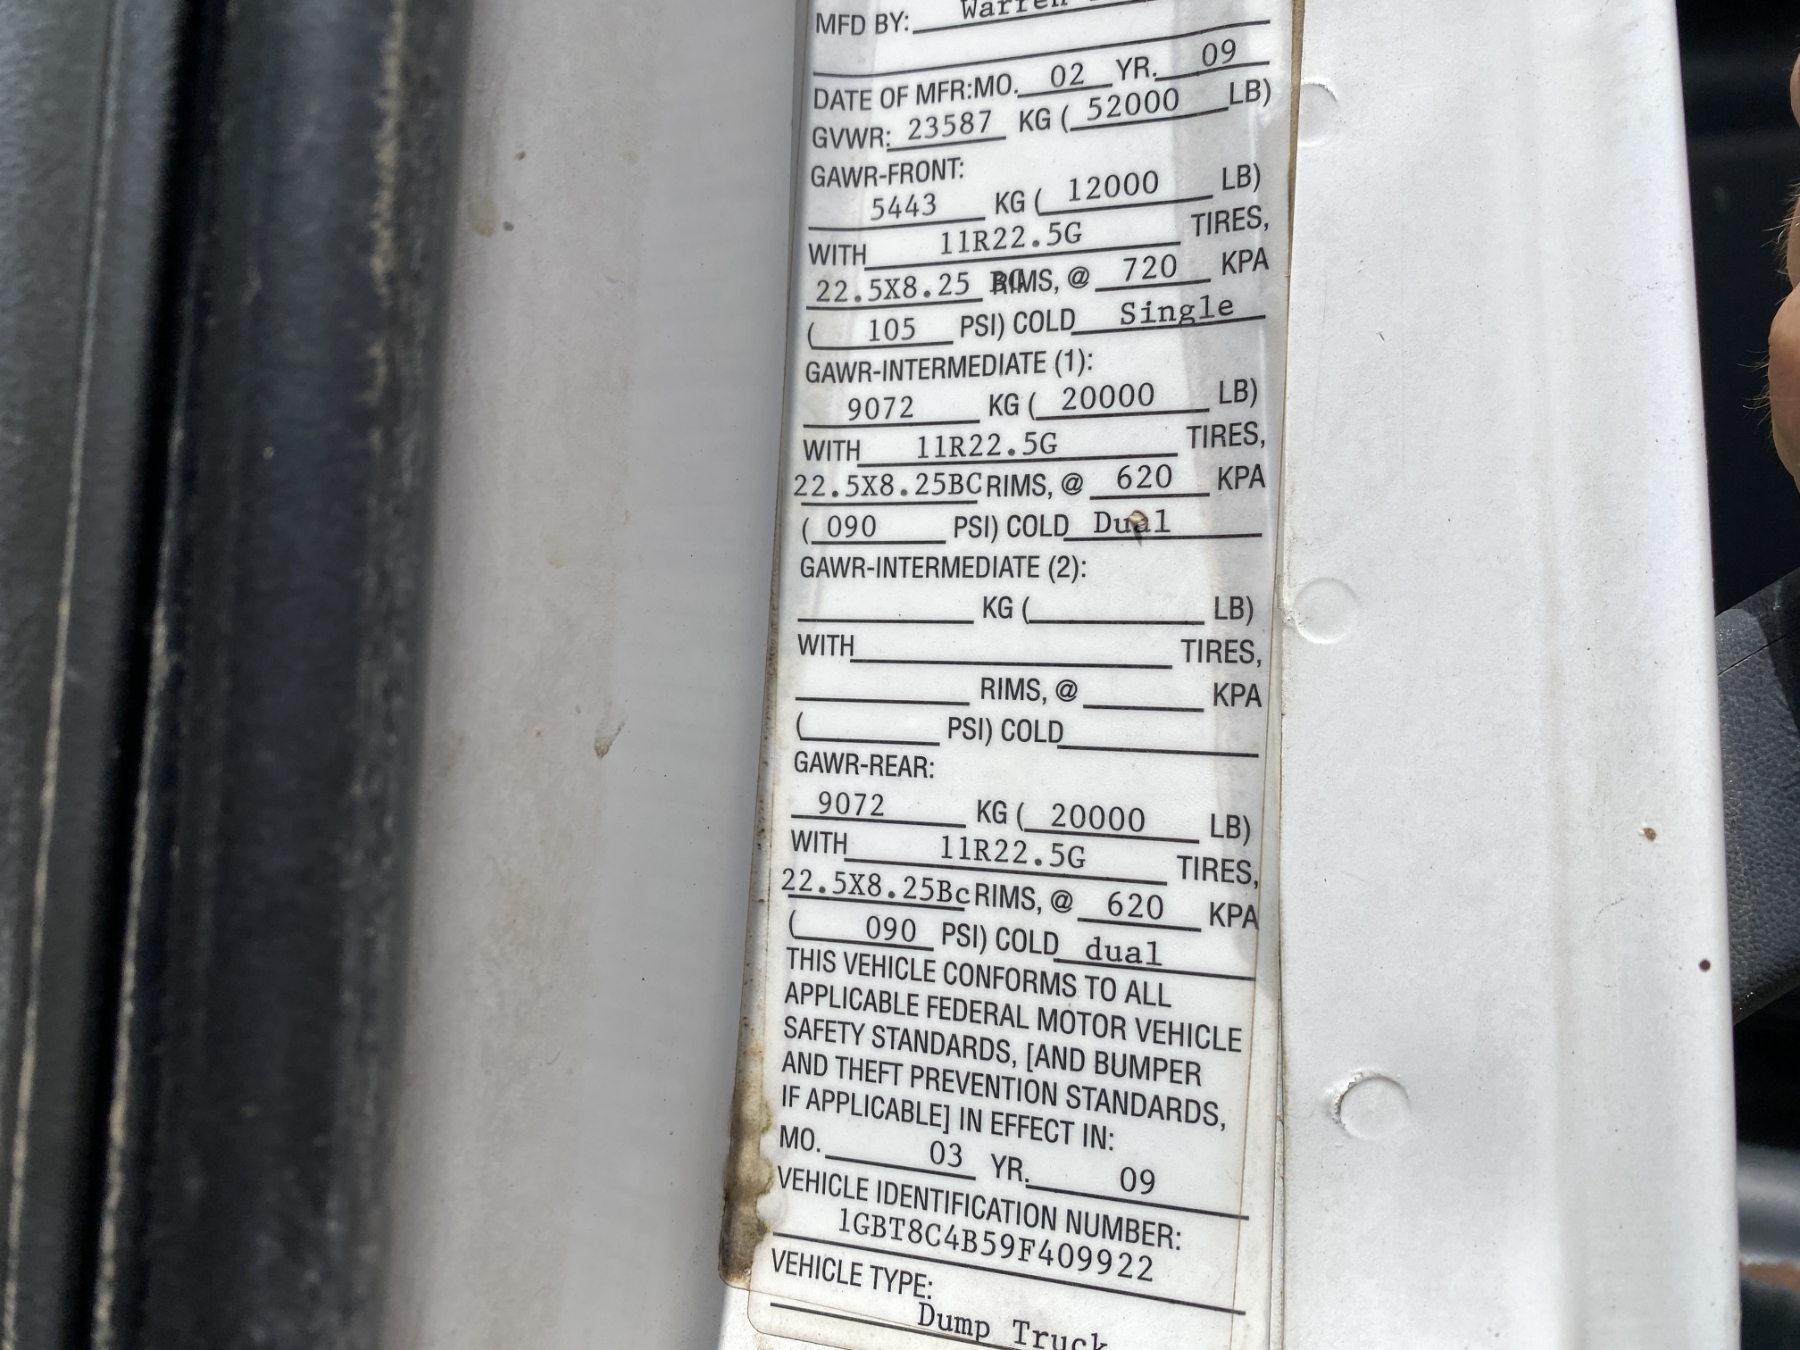 MFD BY: Warren
DATE OF MFR:MO. 02 YR. 09
GVWR: 23587 KG ( 52000 LB)
GAWR-FRONT:
5443 KG ( 12000 LB)
WITH 11R22.5G TIRES,
22.5X8.25 BC RIMS, @ 720 KPA
( 105 PSI) COLD Single
GAWR-INTERMEDIATE (1):
9072 KG ( 20000 LB)
WITH 11R22.5G TIRES,
22.5X8.25BC RIMS, @ 620 KPA
( 090 PSI) COLD Dual
GAWR-INTERMEDIATE (2):
KG ( LB)
WITH TIRES,
RIMS, @ KPA
( PSI) COLD
GAWR-REAR:
9072 KG ( 20000 LB)
WITH 11R22.5G TIRES,
22.5X8.25Bc RIMS, @ 620 KPA
( 090 PSI) COLD dual
THIS VEHICLE CONFORMS TO ALL
APPLICABLE FEDERAL MOTOR VEHICLE
SAFETY STANDARDS, [AND BUMPER
AND THEFT PREVENTION STANDARDS,
IF APPLICABLE] IN EFFECT IN:
MO. 03 YR. 09
VEHICLE IDENTIFICATION NUMBER:
1GBT8C4B59F409922
VEHICLE TYPE:
Dump Truck